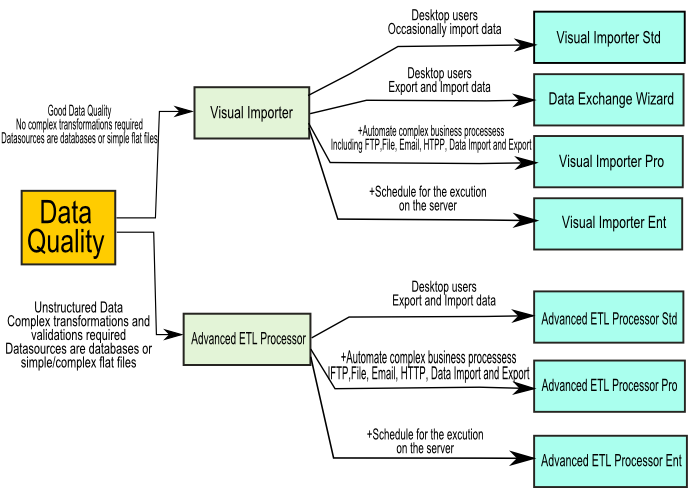 Desktop users
Occasionally import data
Visual Importer Std
Desktop users
Export and Import data
Data Exchange Wizard
Good Data Quality
No complex transformations required
Datasources are databases or simple flat files
Visual Importer
+Automate complex business processess
Including FTP,File, Email, HTPP, Data Import and Export
Visual Importer Pro
+Schedule for the excution
on the server
Visual Importer Ent
Data
Quality
Unstructured Data
Complex transformations and
validations required
Datasources are databases or
simple/complex flat files
Advanced ETL Processor
Desktop users
Export and Import data
Advanced ETL Processor Std
+Automate complex business processess
IFTP,File, Email, HTTP, Data Import and Export
Advanced ETL Processor Pro
+Schedule for the excution
on the server
Advanced ETL Processor Ent